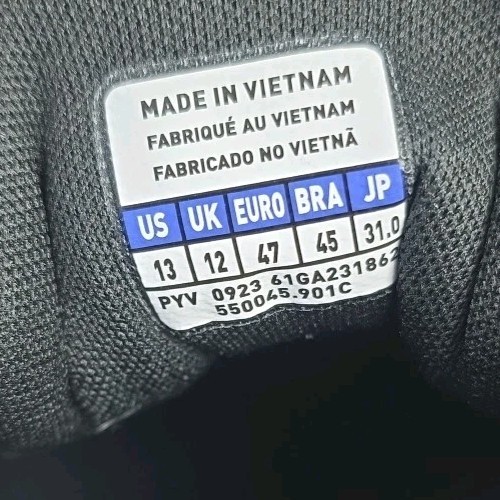 MADE IN VIETNAM
FABRIQUÉ AU VIETNAM
FABRICADO NO VIETNÃ
US UK EURO BRA JP
13 12 47 45 31.0
PYV 0923 61GA231862
550045.901C